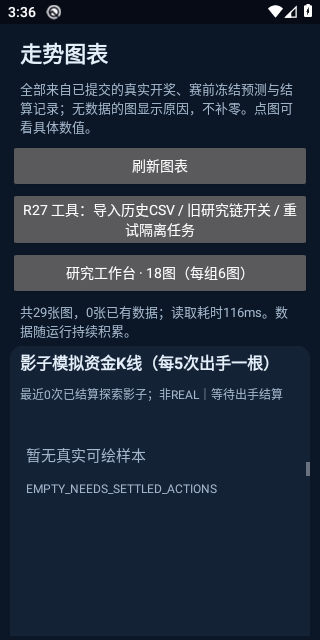 3:36
走势图表
全部来自已提交的真实开奖、赛前冻结预测与结
算记录；无数据的图显示原因，不补零。点图可
看具体数值。
刷新图表
R27 工具：导入历史CSV / 旧研究链开关 / 重
试隔离任务
研究工作台 · 18图（每组6图）
共29张图，0张已有数据；读取耗时116ms。数
据随运行持续积累。
影子模拟资金K线（每5次出手一根）
最近0次已结算探索影子；非REAL｜等待出手结算
暂无真实可绘样本
EMPTY_NEEDS_SETTLED_ACTIONS